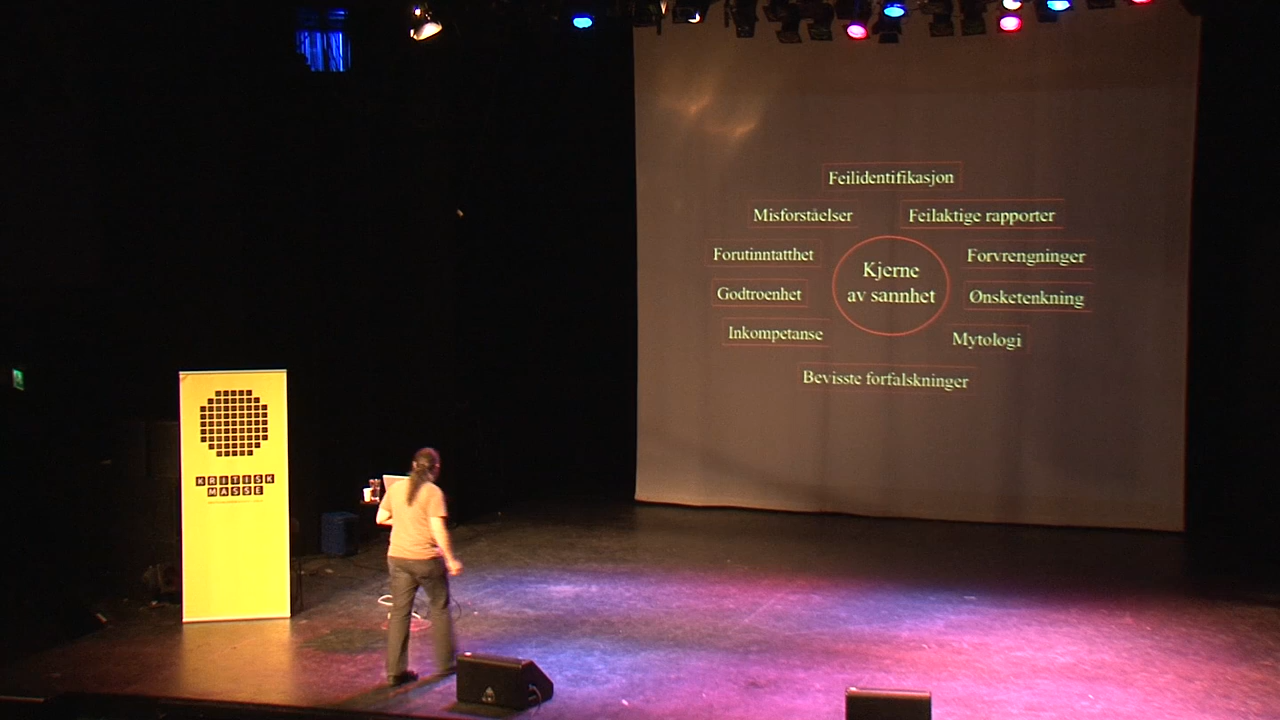 Feilidentifikasjon
Misforståelser
Feilaktige rapporter
Forutinntatthet
Forvrengninger
Kjerne
av sannhet
Godtroenhet
Ønsketenkning
Inkompetanse
Mytologi
Bevisste forfalskninger
KRITISK
MASSE